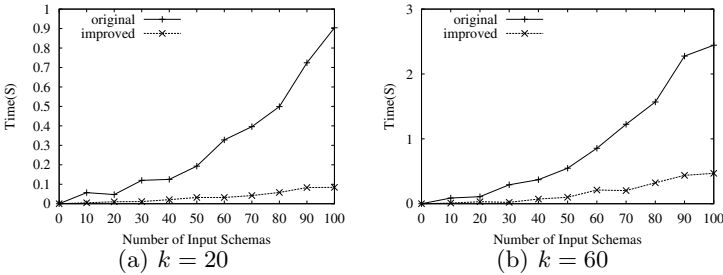 original
improved
1
0.9
0.8
0.7
0.6
0.5
0.4
0.3
0.2
0.1
0
Time(S)
0 10 20 30 40 50 60 70 80 90 100
Number of Input Schemas
(a) k = 20
original
improved
3
2
1
0
Time(S)
0 10 20 30 40 50 60 70 80 90 100
Number of Input Schemas
(b) k = 60